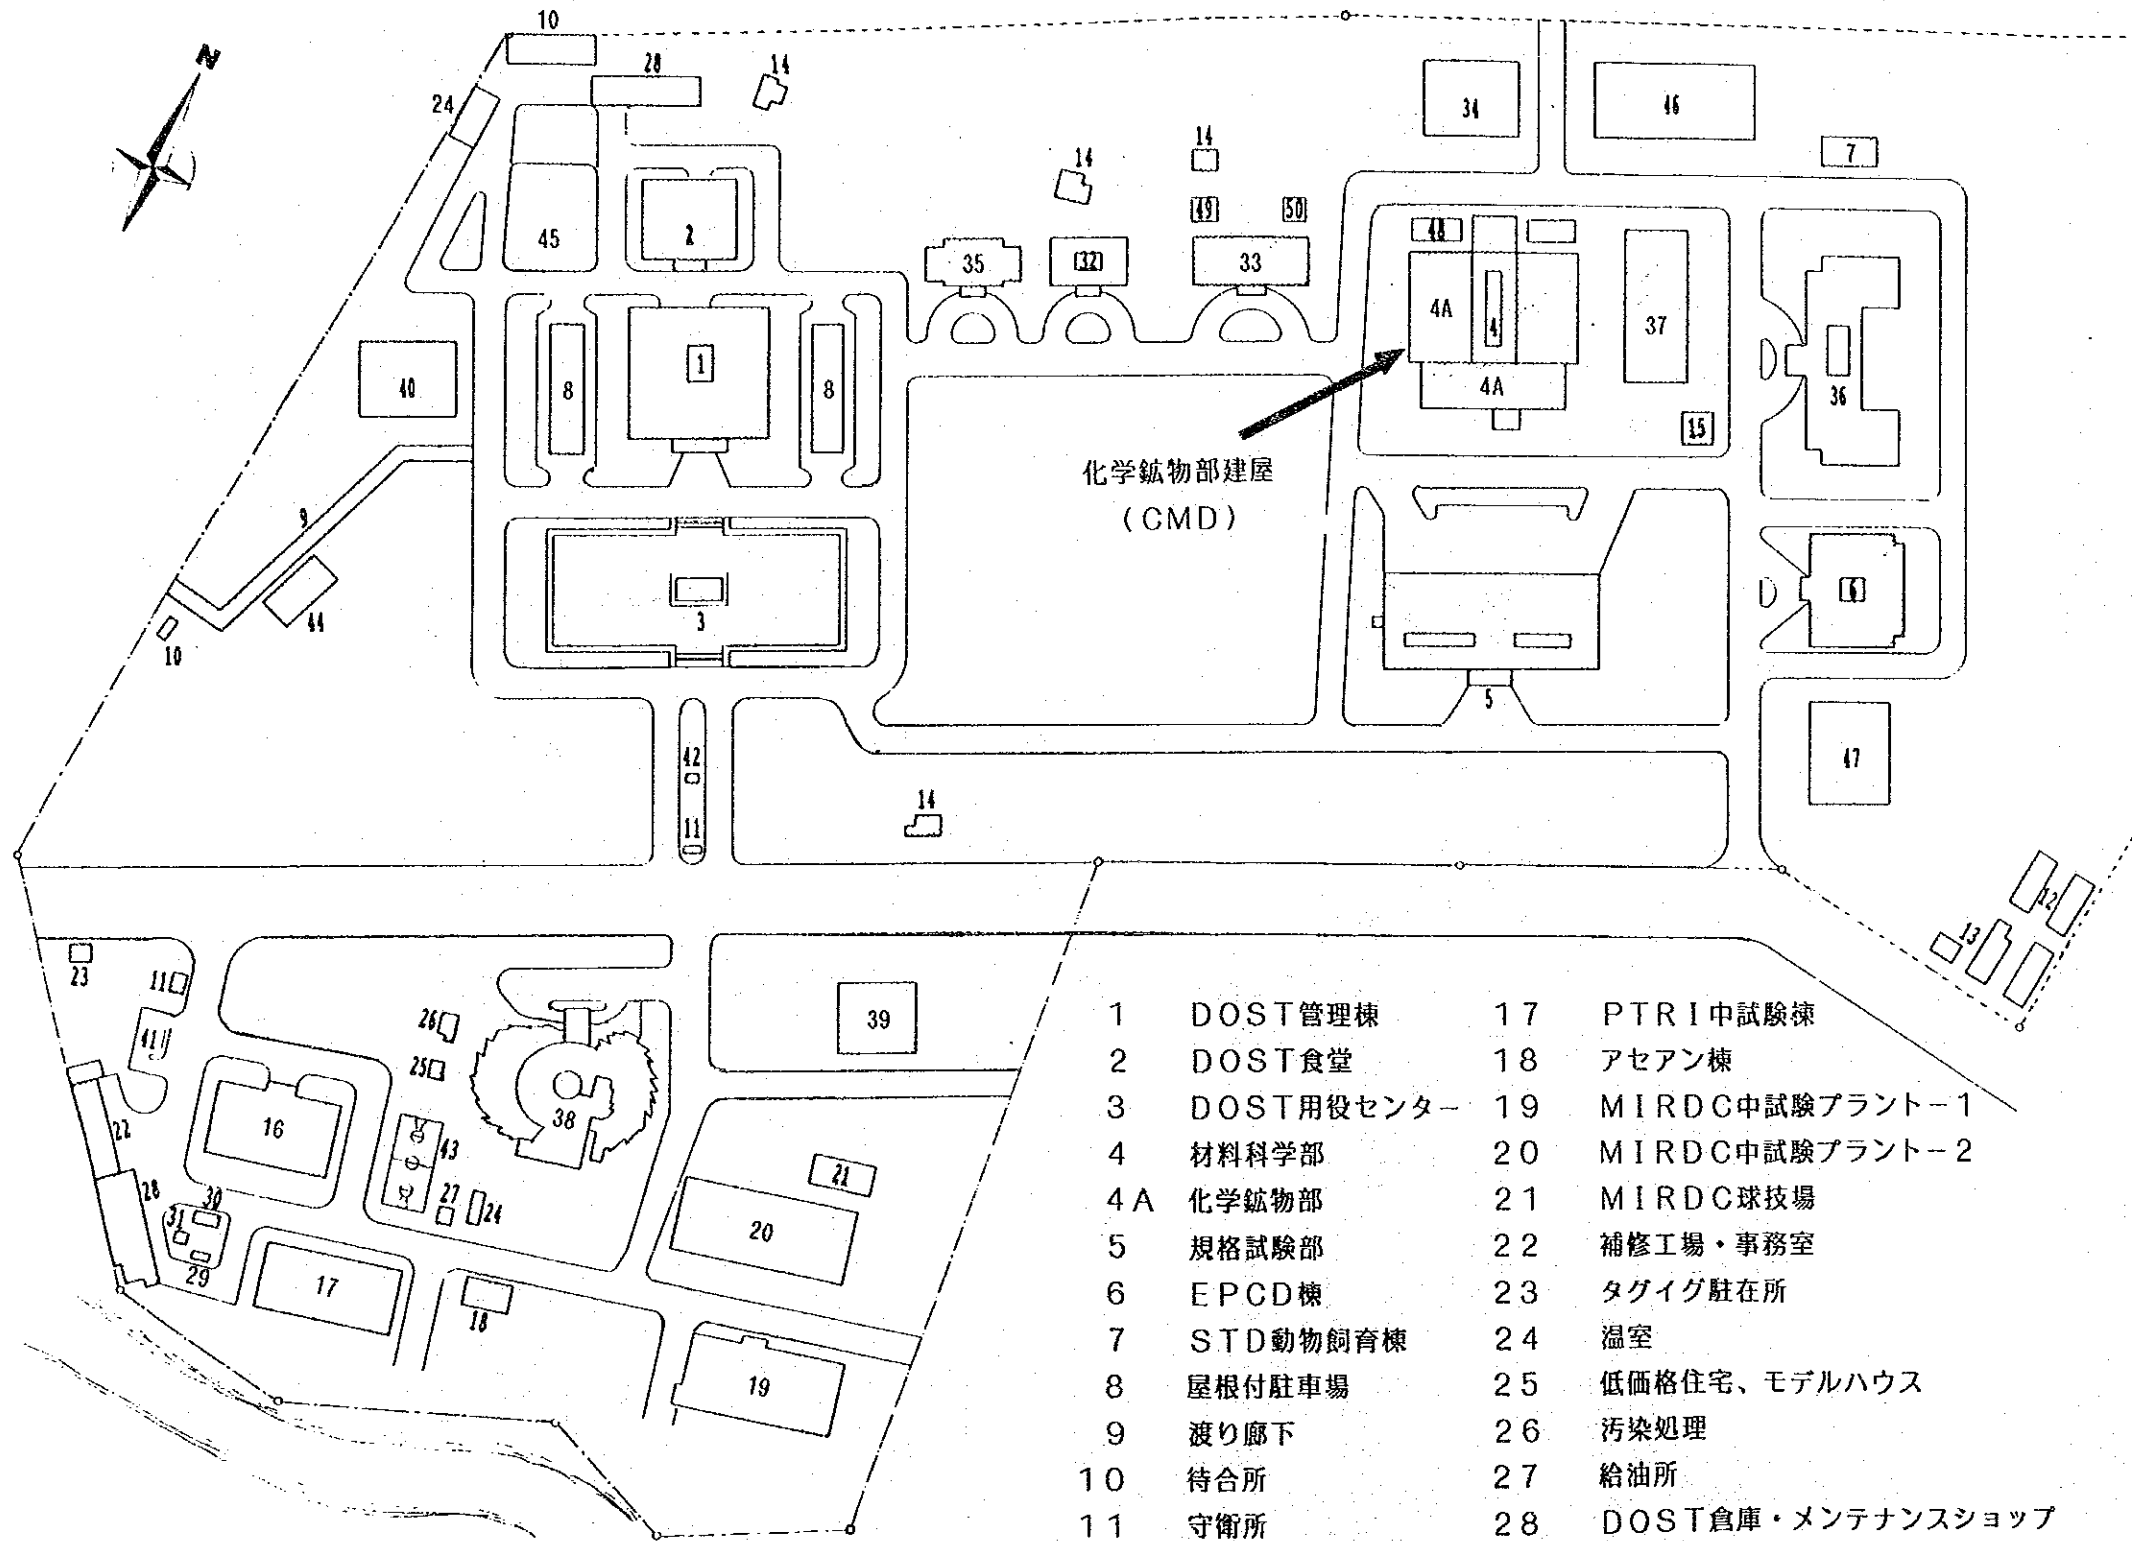 N
10
28
14
24
14
14
34
46
7
45
2
49
50
35
32
33
48
4A
4
37
36
40
8
1
8
4A
15
化学鉱物部建屋
(CMD)
9
44
10
3
6
5
42
47
11
14
12
13
23
11
41
26
25
39
38
16
22
43
28
30
31
27
24
29
21
20
17
18
19
1 DOST管理棟
2 DOST食堂
3 DOST用役センター
4 材料科学部
4A 化学鉱物部
5 規格試験部
6 EPCD棟
7 STD動物飼育棟
8 屋根付駐車場
9 渡り廊下
10 待合所
11 守衛所
17 PTRI中試験棟
18 アセアン棟
19 MIRDC中試験プラント-1
20 MIRDC中試験プラント-2
21 MIRDC球技場
22 補修工場・事務室
23 タグイグ駐在所
24 温室
25 低価格住宅、モデルハウス
26 汚染処理
27 給油所
28 DOST倉庫・メンテナンスショップ